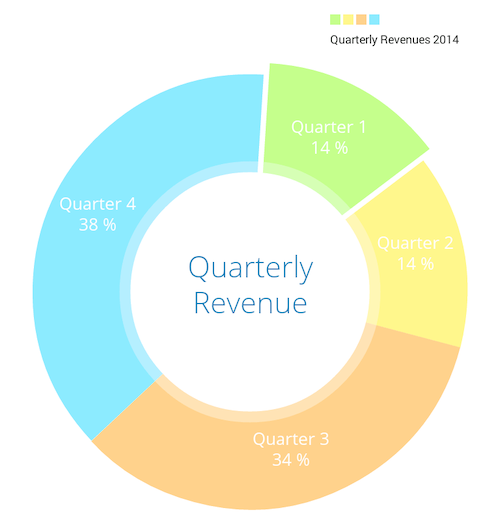 Quarterly Revenues 2014
Quarter 1
14 %
Quarter 4
38 %
Quarter 2
14 %
Quarterly
Revenue
Quarter 3
34 %